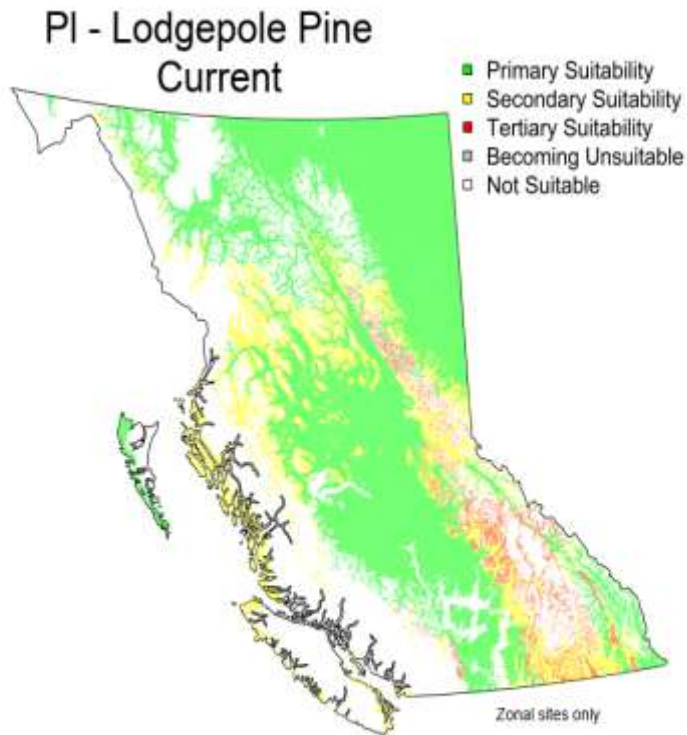 Pl - Lodgepole Pine
Current
Primary Suitability
Secondary Suitability
Tertiary Suitability
Becoming Unsuitable
Not Suitable
Zonal sites only